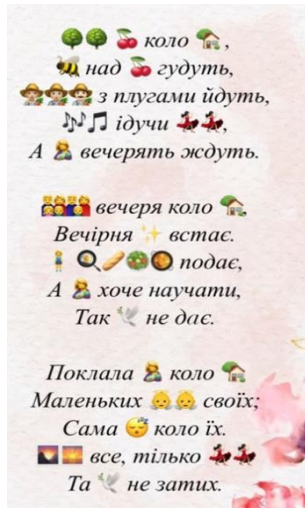 🌳🌳 🍒 коло 🏡,
🐝 над 🍒 гудуть,
👨‍🌾👨‍🌾👨‍🌾 з плугами йдуть,
🎶🎵 ідучи 💃💃,
А 🤱 вечерять ждуть.
👨‍👩‍👧‍👦👨‍👩‍👧‍👦 вечеря коло 🏡,
Вечірня ✨ встає.
🧍‍♀️ 🍳🥖🥗🥘 подає,
А 🤱 хоче научати,
Так 🕊 не дає.
Поклала 🤱 коло 🏡
Маленьких 👶👶 своїх;
Сама 😴 коло їх.
🌄🌅 все, тілько 💃💃
Та 🕊 не затих.